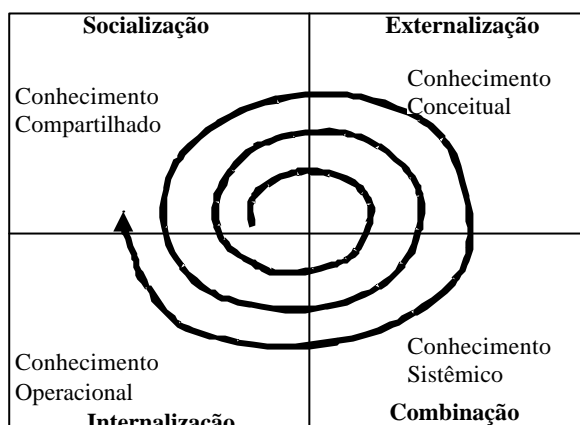 Socialização
Externalização
Conhecimento
Compartilhado
Conhecimento
Conceitual
Conhecimento
Operacional
Conhecimento
Sistêmico
Internalização
Combinação